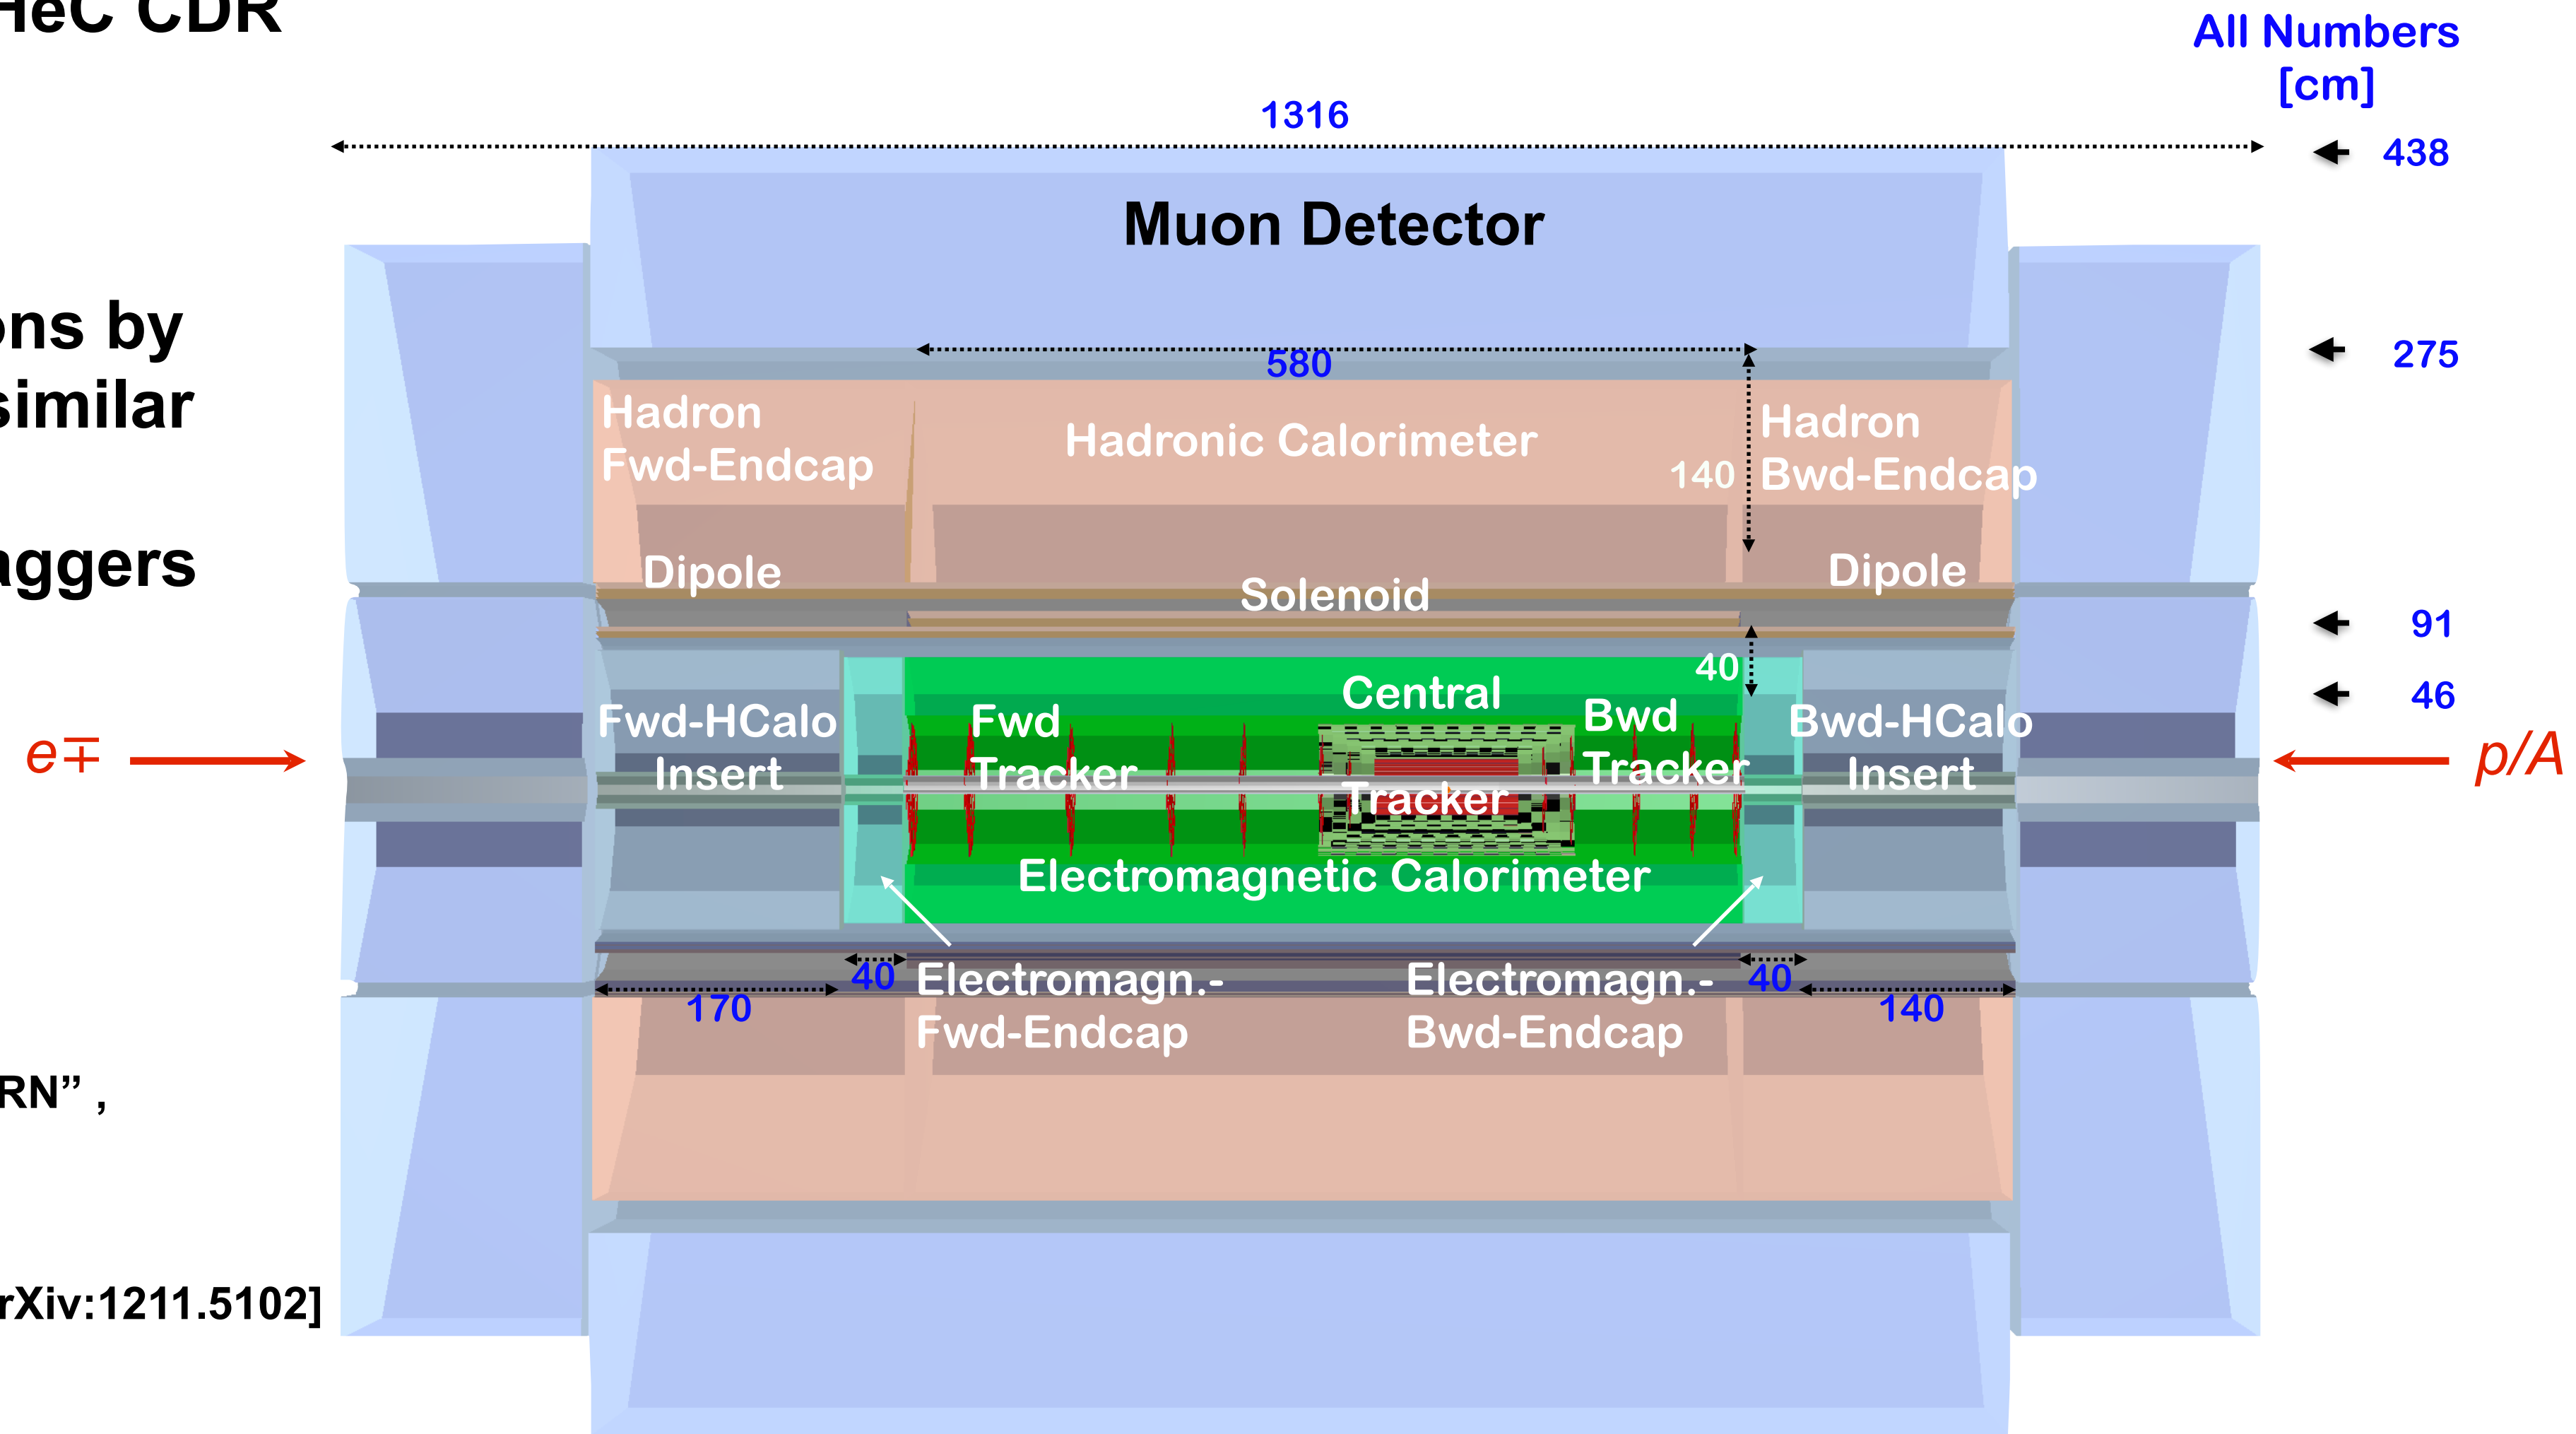 HeC CDR
ons by
similar
aggers
RN” ,
rXiv:1211.5102]
All Numbers
[cm]
1316
438
Muon Detector
275
580
Hadron
Fwd-Endcap
Hadronic Calorimeter
140
Hadron
Bwd-Endcap
Dipole
Solenoid
Dipole
91
40
46
Central
Tracker
Fwd
Tracker
Bwd
Tracker
Fwd-HCalo
Insert
Bwd-HCalo
Insert
e∓
p/A
Electromagnetic Calorimeter
40
Electromagn.-
Fwd-Endcap
Electromagn.-
Bwd-Endcap
40
170
140